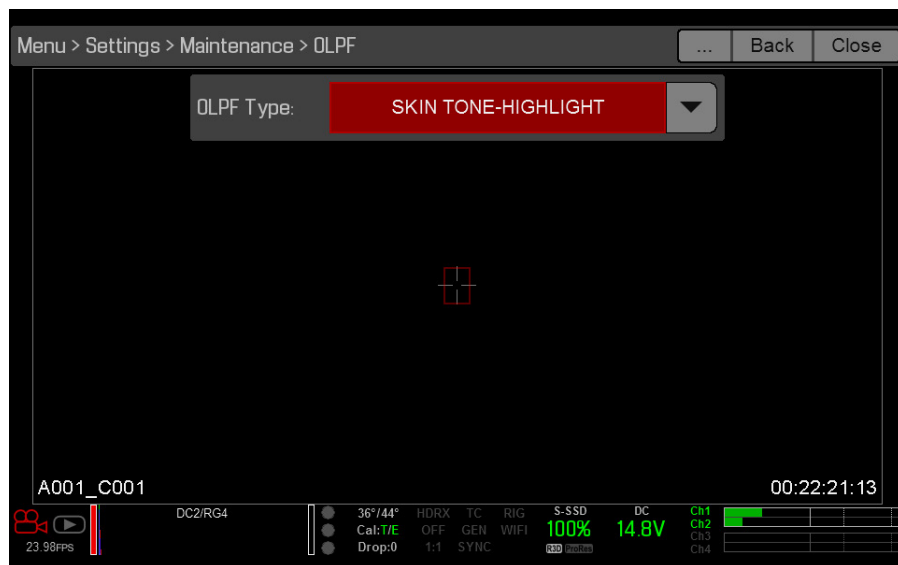 Menu > Settings > Maintenance > OLPF ... Back Close
OLPF Type: SKIN TONE-HIGHLIGHT
A001_C001 00:22:21:13
DC2/RG4 36°/44° HDRX TC RIG S-SSD DC Ch1
Cal:T/E OFF GEN WIFI 100% 14.8V Ch2
23.98FPS Drop:0 1:1 SYNC R3D ProRes Ch3
Ch4